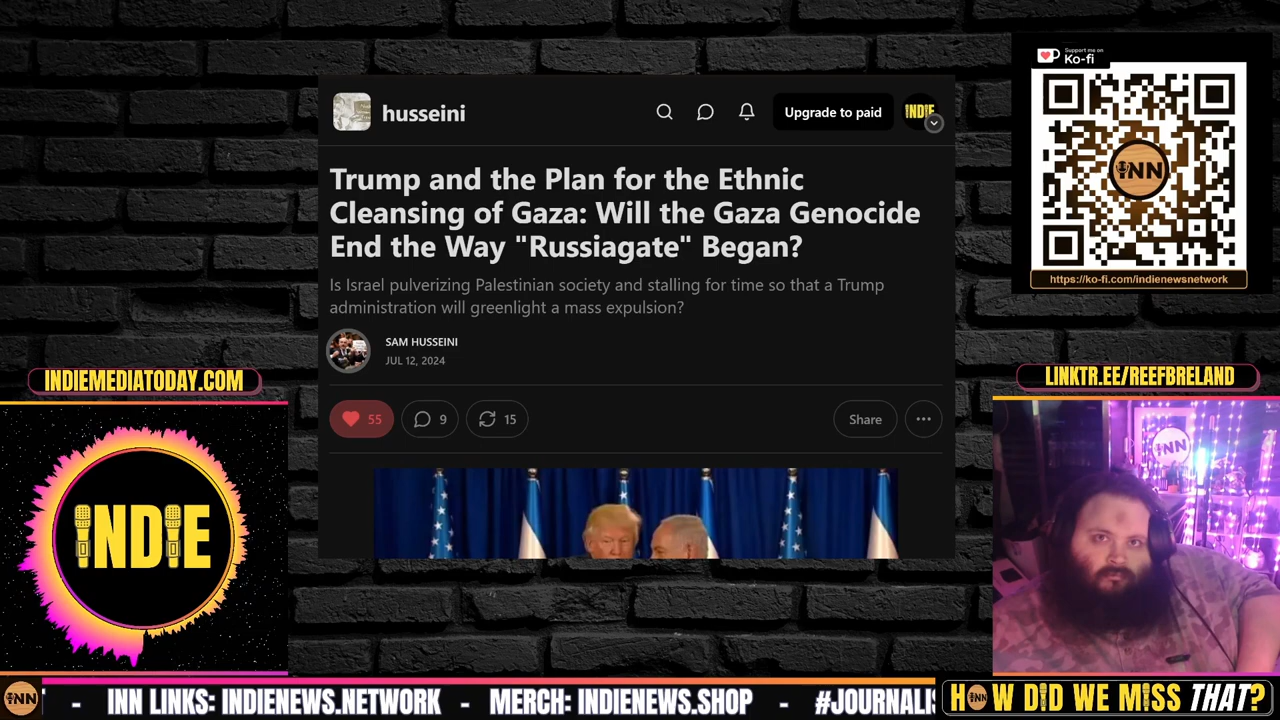 husseini
Upgrade to paid
INDIE
Trump and the Plan for the Ethnic
Cleansing of Gaza: Will the Gaza Genocide
End the Way "Russiagate" Began?
Is Israel pulverizing Palestinian society and stalling for time so that a Trump
administration will greenlight a mass expulsion?
SAM HUSSEINI
JUL 12, 2024
55
9
15
Share
Support me on
Ko-fi
INN
https://ko-fi.com/indienewsnetwork
INDIEMEDIATODAY.COM
INDIE
LINKTR.EE/REEFBRELAND
INN
INN
- INN LINKS: INDIENEWS.NETWORK - MERCH: INDIENEWS.SHOP - #JOURNALIS
HOW DID WE MISS THAT?